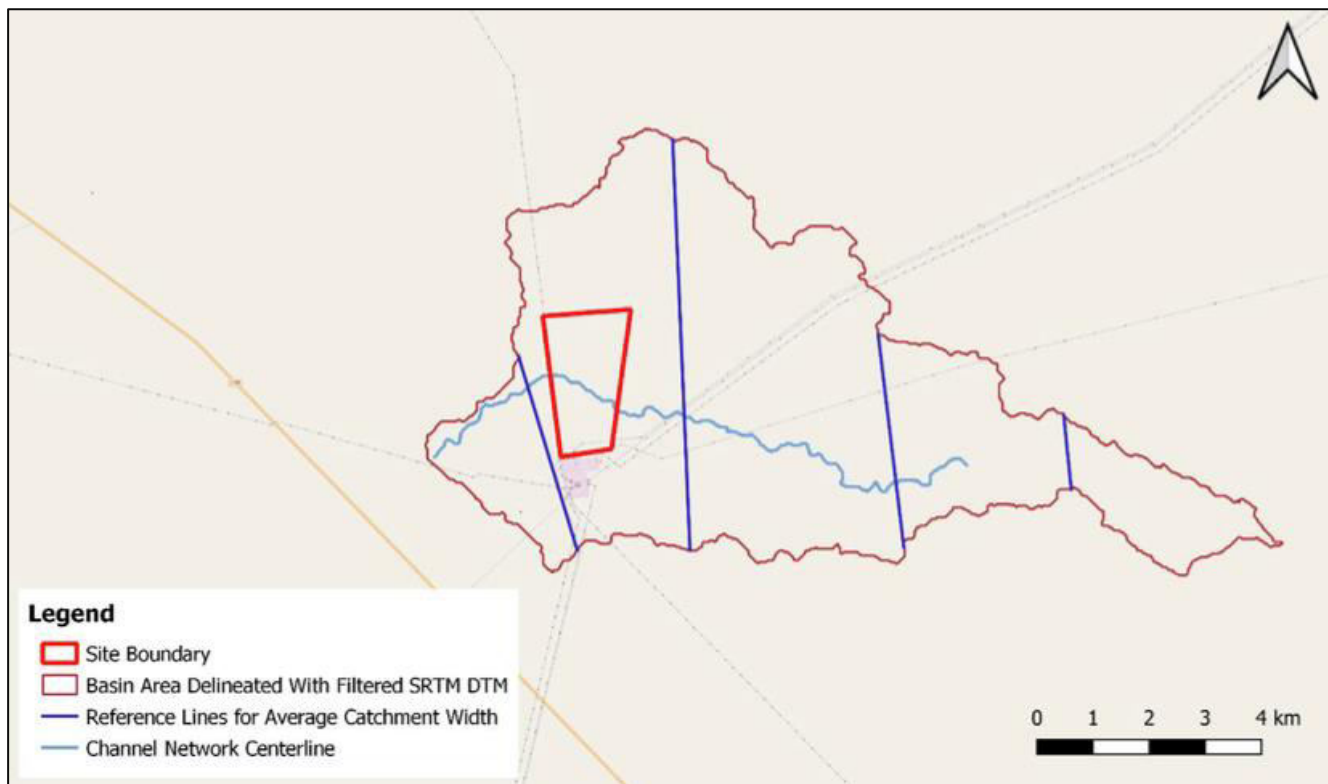 Legend
Site Boundary
Basin Area Delineated With Filtered SRTM DTM
Reference Lines for Average Catchment Width
Channel Network Centerline
0 1 2 3 4 km